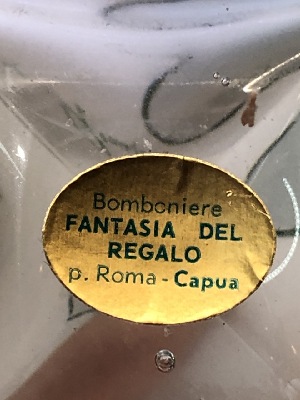 Bomboniere
FANTASIA DEL
REGALO
p. Roma - Capua